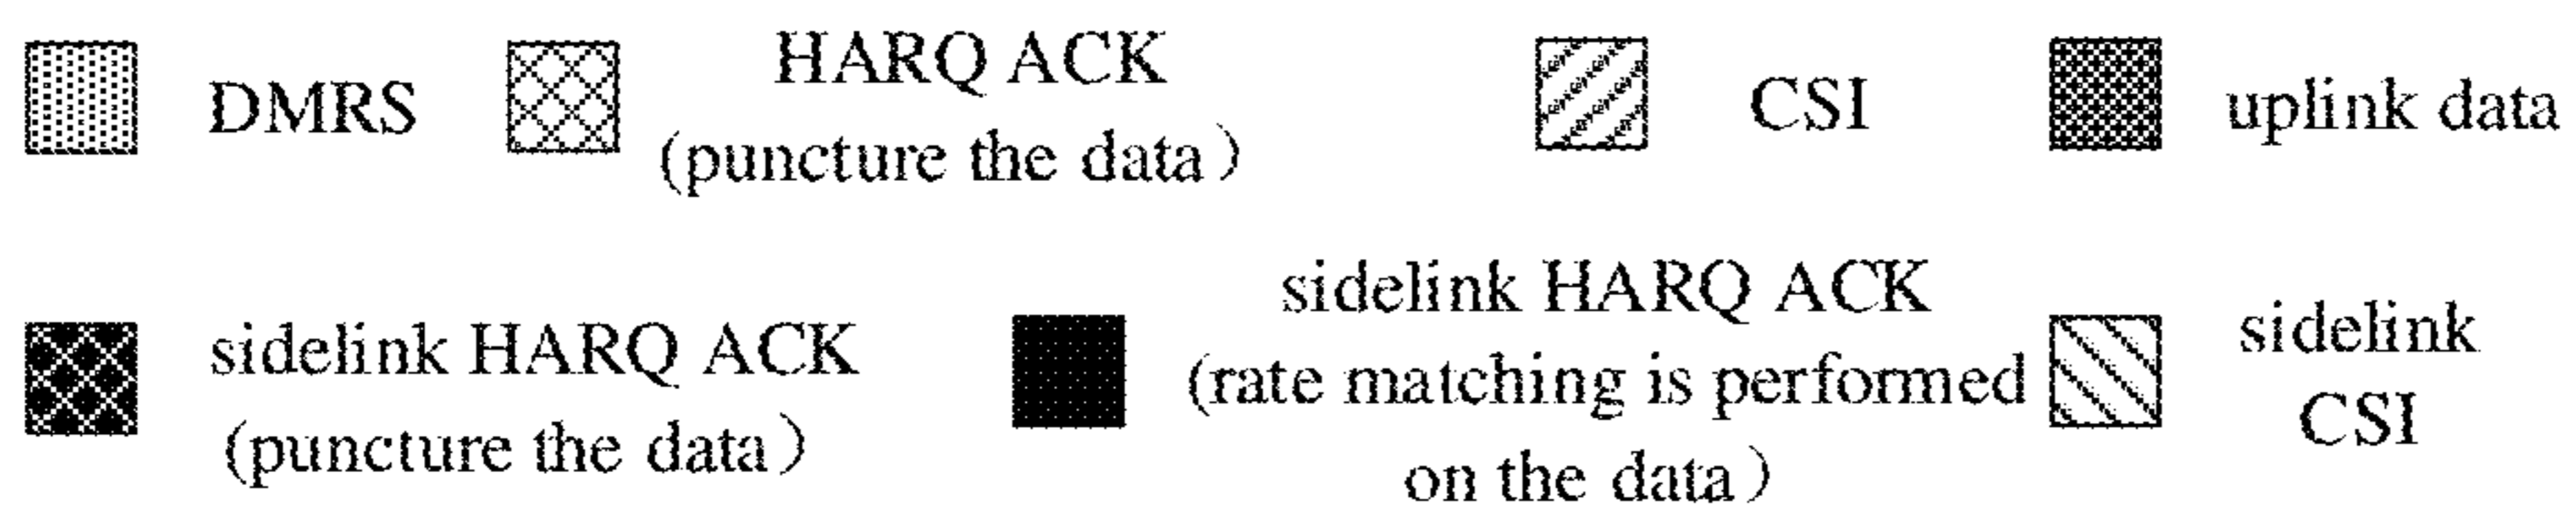 DMRS
HARQ ACK
(puncture the data)
CSI
uplink data
sidelink HARQ ACK
(puncture the data)
sidelink HARQ ACK
(rate matching is performed
on the data)
sidelink
CSI